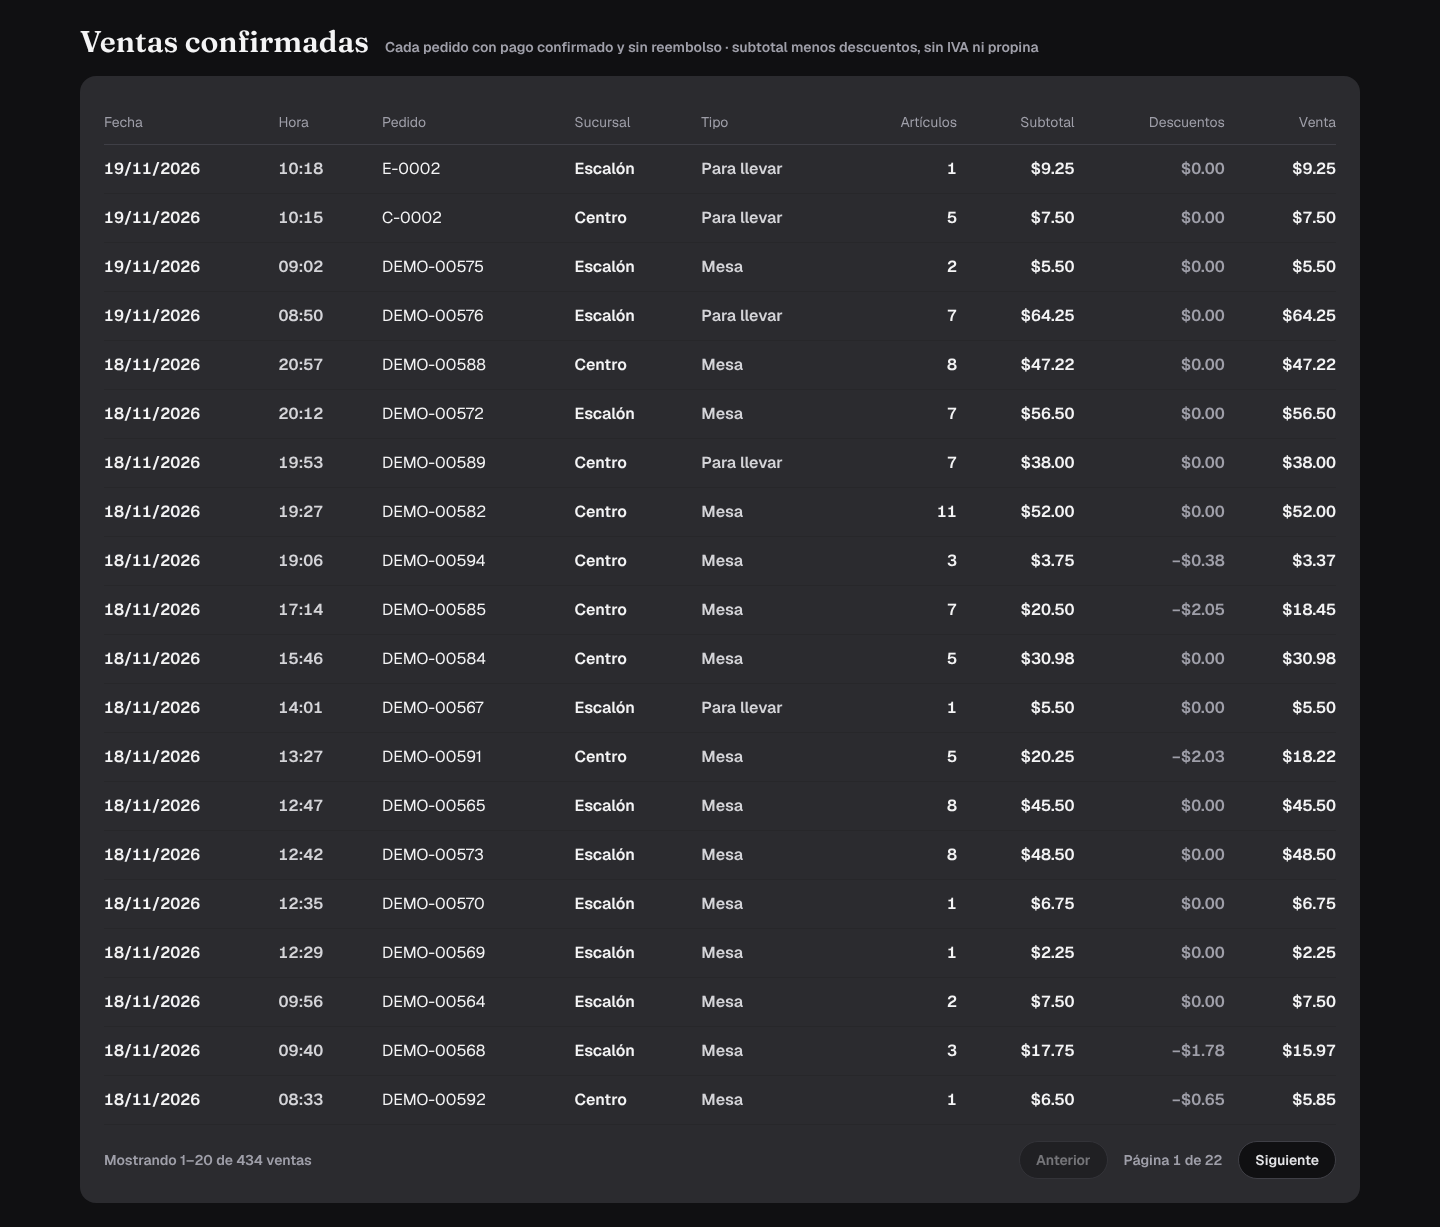 Ventas confirmadas Cada pedido con pago confirmado y sin reembolso · subtotal menos descuentos, sin IVA ni propina
Fecha Hora Pedido Sucursal Tipo Artículos Subtotal Descuentos Venta
19/11/2026 10:18 E-0002 Escalón Para llevar 1 $9.25 $0.00 $9.25
19/11/2026 10:15 C-0002 Centro Para llevar 5 $7.50 $0.00 $7.50
19/11/2026 09:02 DEMO-00575 Escalón Mesa 2 $5.50 $0.00 $5.50
19/11/2026 08:50 DEMO-00576 Escalón Para llevar 7 $64.25 $0.00 $64.25
18/11/2026 20:57 DEMO-00588 Centro Mesa 8 $47.22 $0.00 $47.22
18/11/2026 20:12 DEMO-00572 Escalón Mesa 7 $56.50 $0.00 $56.50
18/11/2026 19:53 DEMO-00589 Centro Para llevar 7 $38.00 $0.00 $38.00
18/11/2026 19:27 DEMO-00582 Centro Mesa 11 $52.00 $0.00 $52.00
18/11/2026 19:06 DEMO-00594 Centro Mesa 3 $3.75 −$0.38 $3.37
18/11/2026 17:14 DEMO-00585 Centro Mesa 7 $20.50 −$2.05 $18.45
18/11/2026 15:46 DEMO-00584 Centro Mesa 5 $30.98 $0.00 $30.98
18/11/2026 14:01 DEMO-00567 Escalón Para llevar 1 $5.50 $0.00 $5.50
18/11/2026 13:27 DEMO-00591 Centro Mesa 5 $20.25 −$2.03 $18.22
18/11/2026 12:47 DEMO-00565 Escalón Mesa 8 $45.50 $0.00 $45.50
18/11/2026 12:42 DEMO-00573 Escalón Mesa 8 $48.50 $0.00 $48.50
18/11/2026 12:35 DEMO-00570 Escalón Mesa 1 $6.75 $0.00 $6.75
18/11/2026 12:29 DEMO-00569 Escalón Mesa 1 $2.25 $0.00 $2.25
18/11/2026 09:56 DEMO-00564 Escalón Mesa 2 $7.50 $0.00 $7.50
18/11/2026 09:40 DEMO-00568 Escalón Mesa 3 $17.75 −$1.78 $15.97
18/11/2026 08:33 DEMO-00592 Centro Mesa 1 $6.50 −$0.65 $5.85
Mostrando 1–20 de 434 ventas Anterior Página 1 de 22 Siguiente